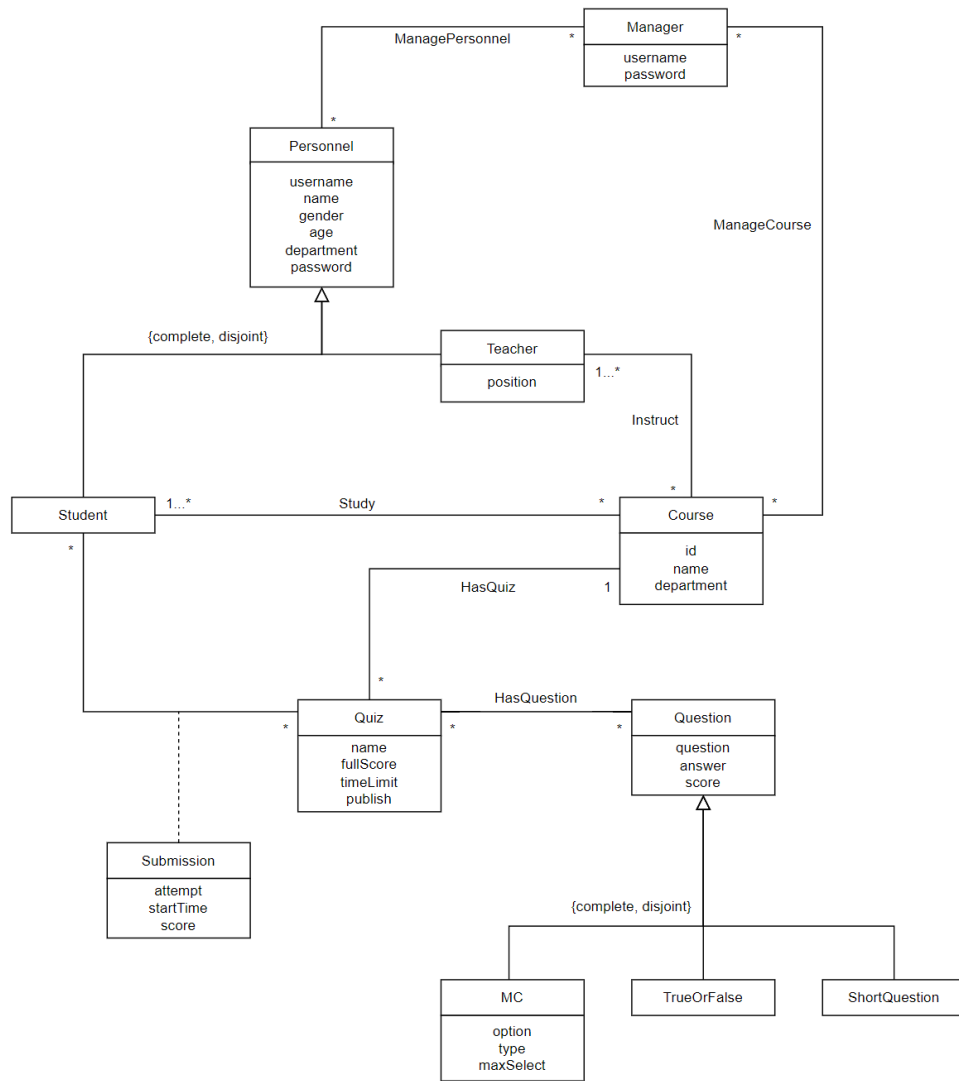 Manager
ManagePersonnel
*
*
username
password
*
Personnel
username
name
gender
age
department
password
ManageCourse
{complete, disjoint}
Teacher
1...*
position
Instruct
*
*
1...*
Study
*
Student
Course
*
id
name
department
HasQuiz
1
*
HasQuestion
Quiz
Question
*
*
*
name
fullScore
timeLimit
publish
question
answer
score
Submission
attempt
startTime
score
{complete, disjoint}
MC
TrueOrFalse
ShortQuestion
option
type
maxSelect